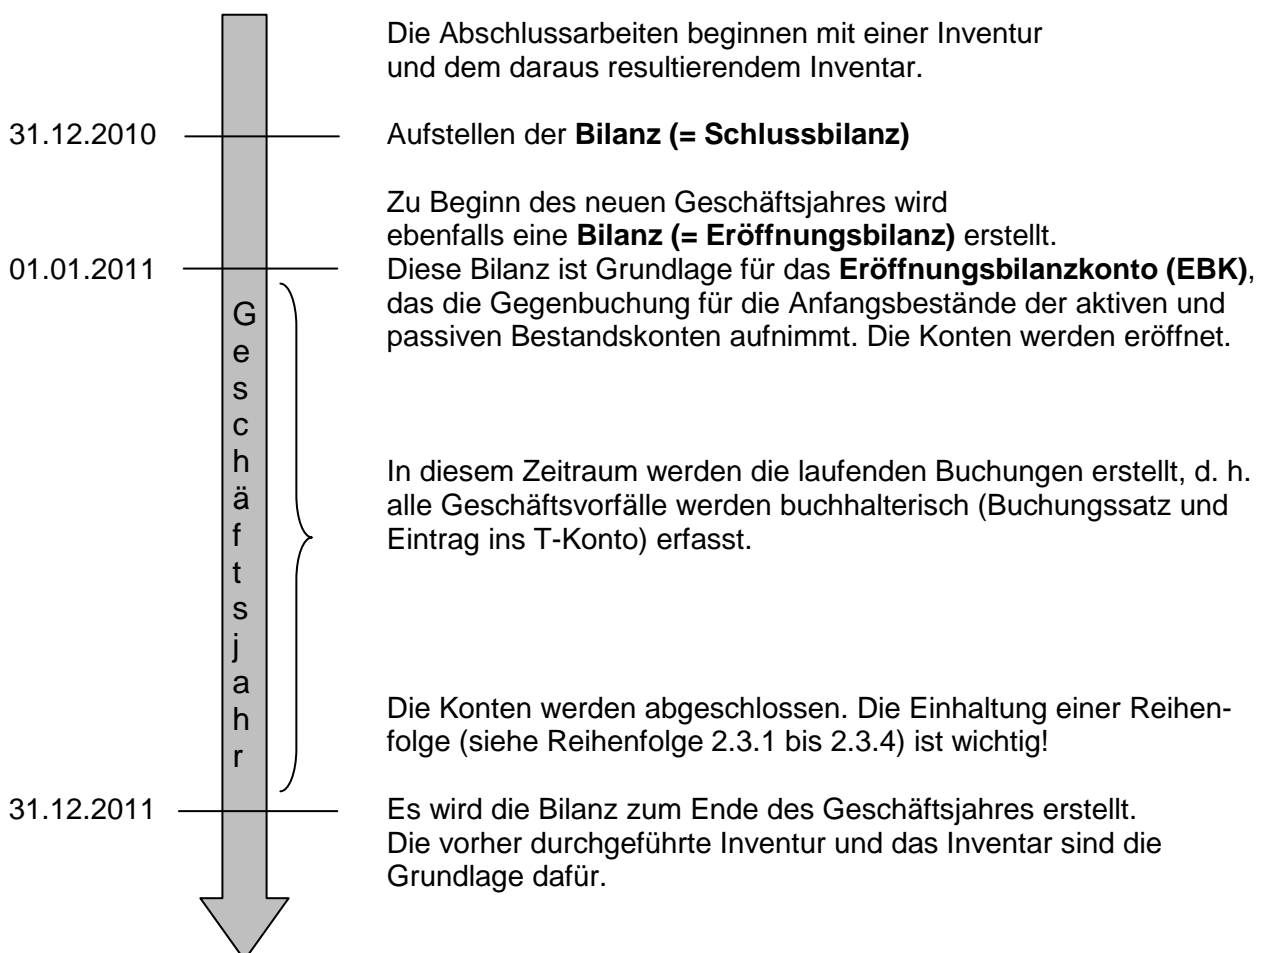 Die Abschlussarbeiten beginnen mit einer Inventur
und dem daraus resultierendem Inventar.
31.12.2010 Aufstellen der Bilanz (= Schlussbilanz)
Zu Beginn des neuen Geschäftsjahres wird
ebenfalls eine Bilanz (= Eröffnungsbilanz) erstellt.
01.01.2011 Diese Bilanz ist Grundlage für das Eröffnungsbilanzkonto (EBK),
das die Gegenbuchung für die Anfangsbestände der aktiven und
passiven Bestandskonten aufnimmt. Die Konten werden eröffnet.
Geschäftsjahr
In diesem Zeitraum werden die laufenden Buchungen erstellt, d. h.
alle Geschäftsvorfälle werden buchhalterisch (Buchungssatz und
Eintrag ins T-Konto) erfasst.
Die Konten werden abgeschlossen. Die Einhaltung einer Reihen-
folge (siehe Reihenfolge 2.3.1 bis 2.3.4) ist wichtig!
31.12.2011 Es wird die Bilanz zum Ende des Geschäftsjahres erstellt.
Die vorher durchgeführte Inventur und das Inventar sind die
Grundlage dafür.